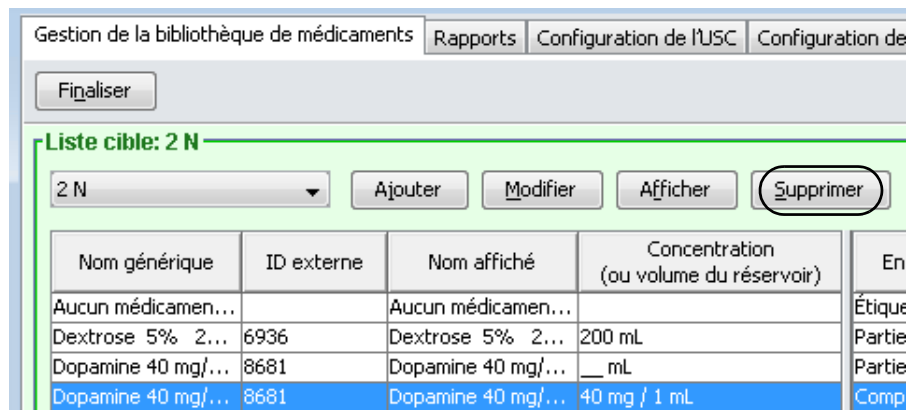 Gestion de la bibliothèque de médicaments Rapports Configuration de l'USC Configuration de
Finaliser
Liste cible: 2 N
2 N Ajouter Modifier Afficher Supprimer
Nom générique ID externe Nom affiché Concentration (ou volume du réservoir) En
Aucun médicamen... Aucun médicamen... Étique
Dextrose 5% 2... 6936 Dextrose 5% 2... 200 mL Partie
Dopamine 40 mg/... 8681 Dopamine 40 mg/... __ mL Partie
Dopamine 40 mg/... 8681 Dopamine 40 mg/... 40 mg / 1 mL Comp